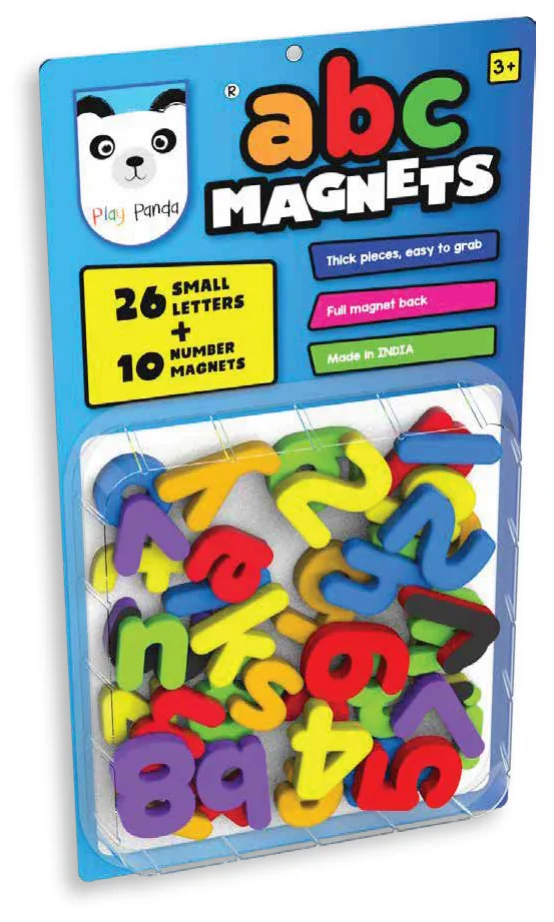 ®
abc
MAGNETS
3+
Play Panda
26 SMALL LETTERS
+
10 NUMBER MAGNETS
Thick pieces, easy to grab
Full magnet back
Made in INDIA